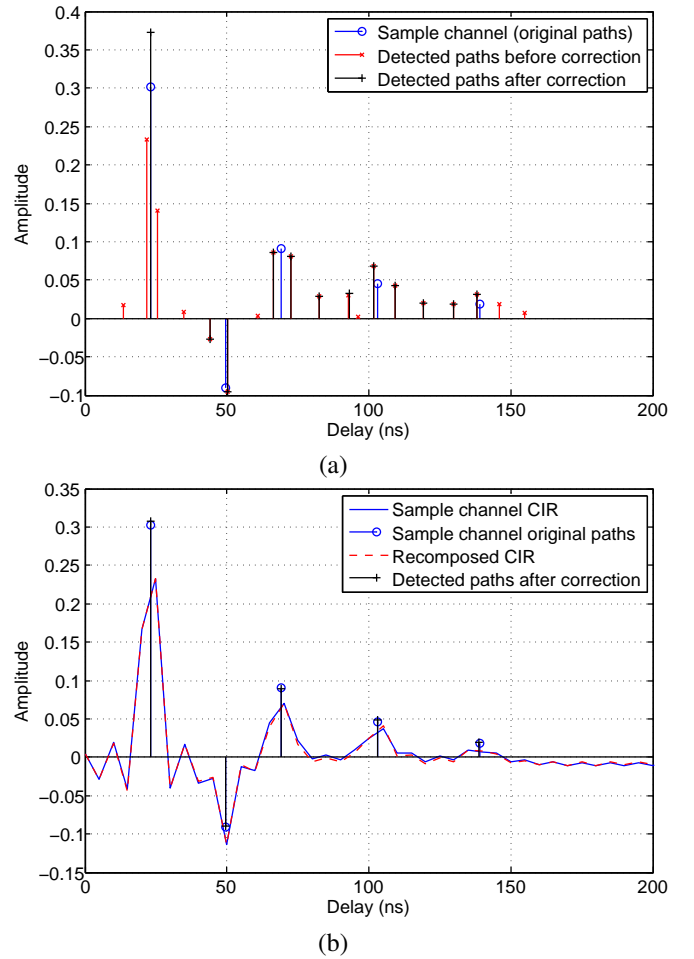 0.4
0.35
0.3
0.25
0.2
0.15
0.1
0.05
0
−0.05
−0.1
Amplitude
Sample channel (original paths)
Detected paths before correction
Detected paths after correction
0 50 100 150 200
Delay (ns)
(a)
0.35
0.3
0.25
0.2
0.15
0.1
0.05
0
−0.05
−0.1
−0.15
Amplitude
Sample channel CIR
Sample channel original paths
Recomposed CIR
Detected paths after correction
0 50 100 150 200
Delay (ns)
(b)